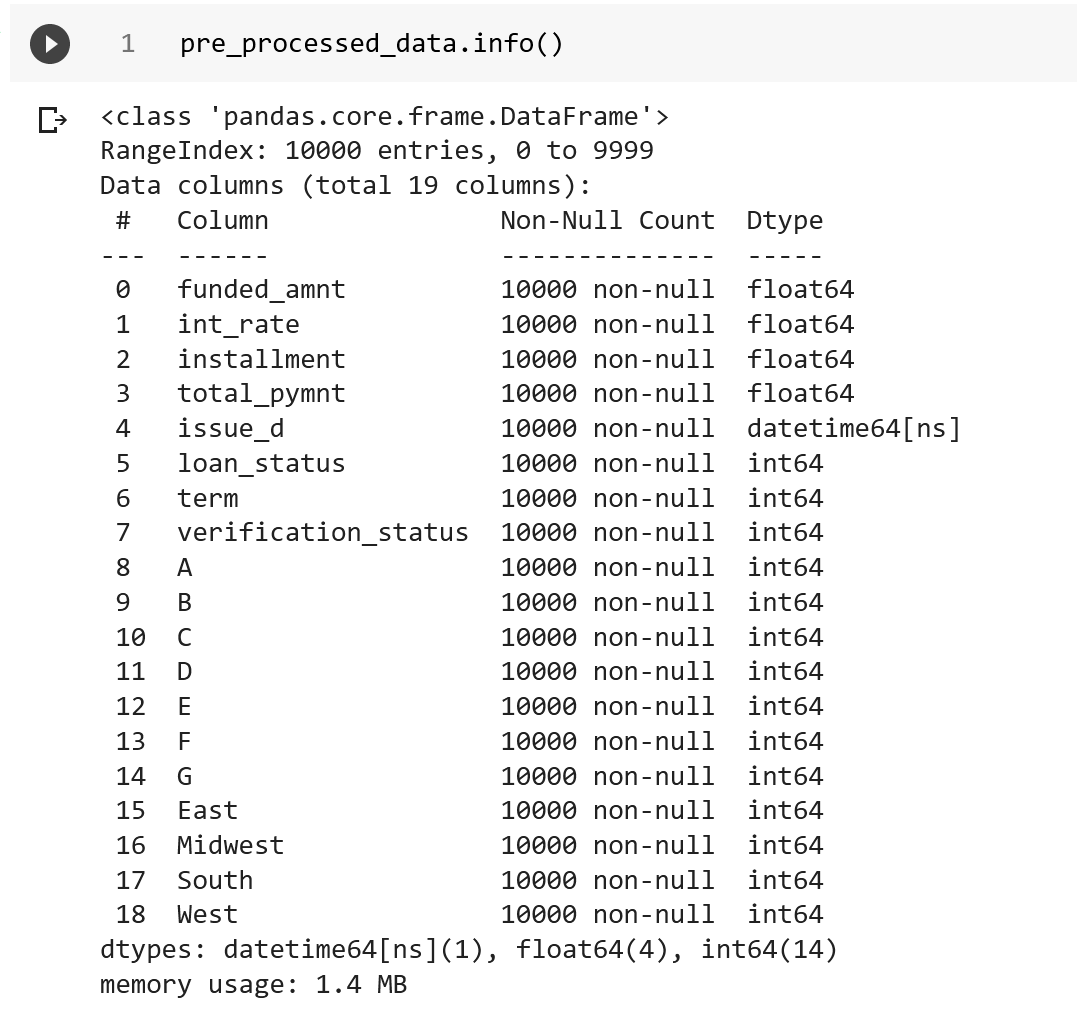 1 pre_processed_data.info()
<class 'pandas.core.frame.DataFrame'>
RangeIndex: 10000 entries, 0 to 9999
Data columns (total 19 columns):
 #   Column               Non-Null Count  Dtype
---  ------               --------------  -----
 0   funded_amnt          10000 non-null  float64
 1   int_rate             10000 non-null  float64
 2   installment          10000 non-null  float64
 3   total_pymnt          10000 non-null  float64
 4   issue_d              10000 non-null  datetime64[ns]
 5   loan_status          10000 non-null  int64
 6   term                 10000 non-null  int64
 7   verification_status  10000 non-null  int64
 8   A                    10000 non-null  int64
 9   B                    10000 non-null  int64
 10  C                    10000 non-null  int64
 11  D                    10000 non-null  int64
 12  E                    10000 non-null  int64
 13  F                    10000 non-null  int64
 14  G                    10000 non-null  int64
 15  East                 10000 non-null  int64
 16  Midwest              10000 non-null  int64
 17  South                10000 non-null  int64
 18  West                 10000 non-null  int64
dtypes: datetime64[ns](1), float64(4), int64(14)
memory usage: 1.4 MB